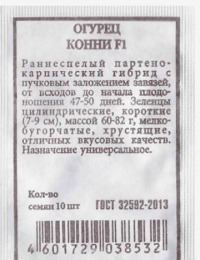 ОГУРЕЦ
КОННИ F1
Раннеспелый партено-
карпический гибрид с
пучковым заложением завязей,
от всходов до начала плодо-
ношения 47-50 дней. Зеленцы
цилиндрические, короткие
(7-9 см), массой 60-82 г, мелко-
бугорчатые, хрустящие,
отличных вкусовых качеств.
Назначение универсальное.
Кол-во
семян 10 шт ГОСТ 32592-2013
4 601729 038532